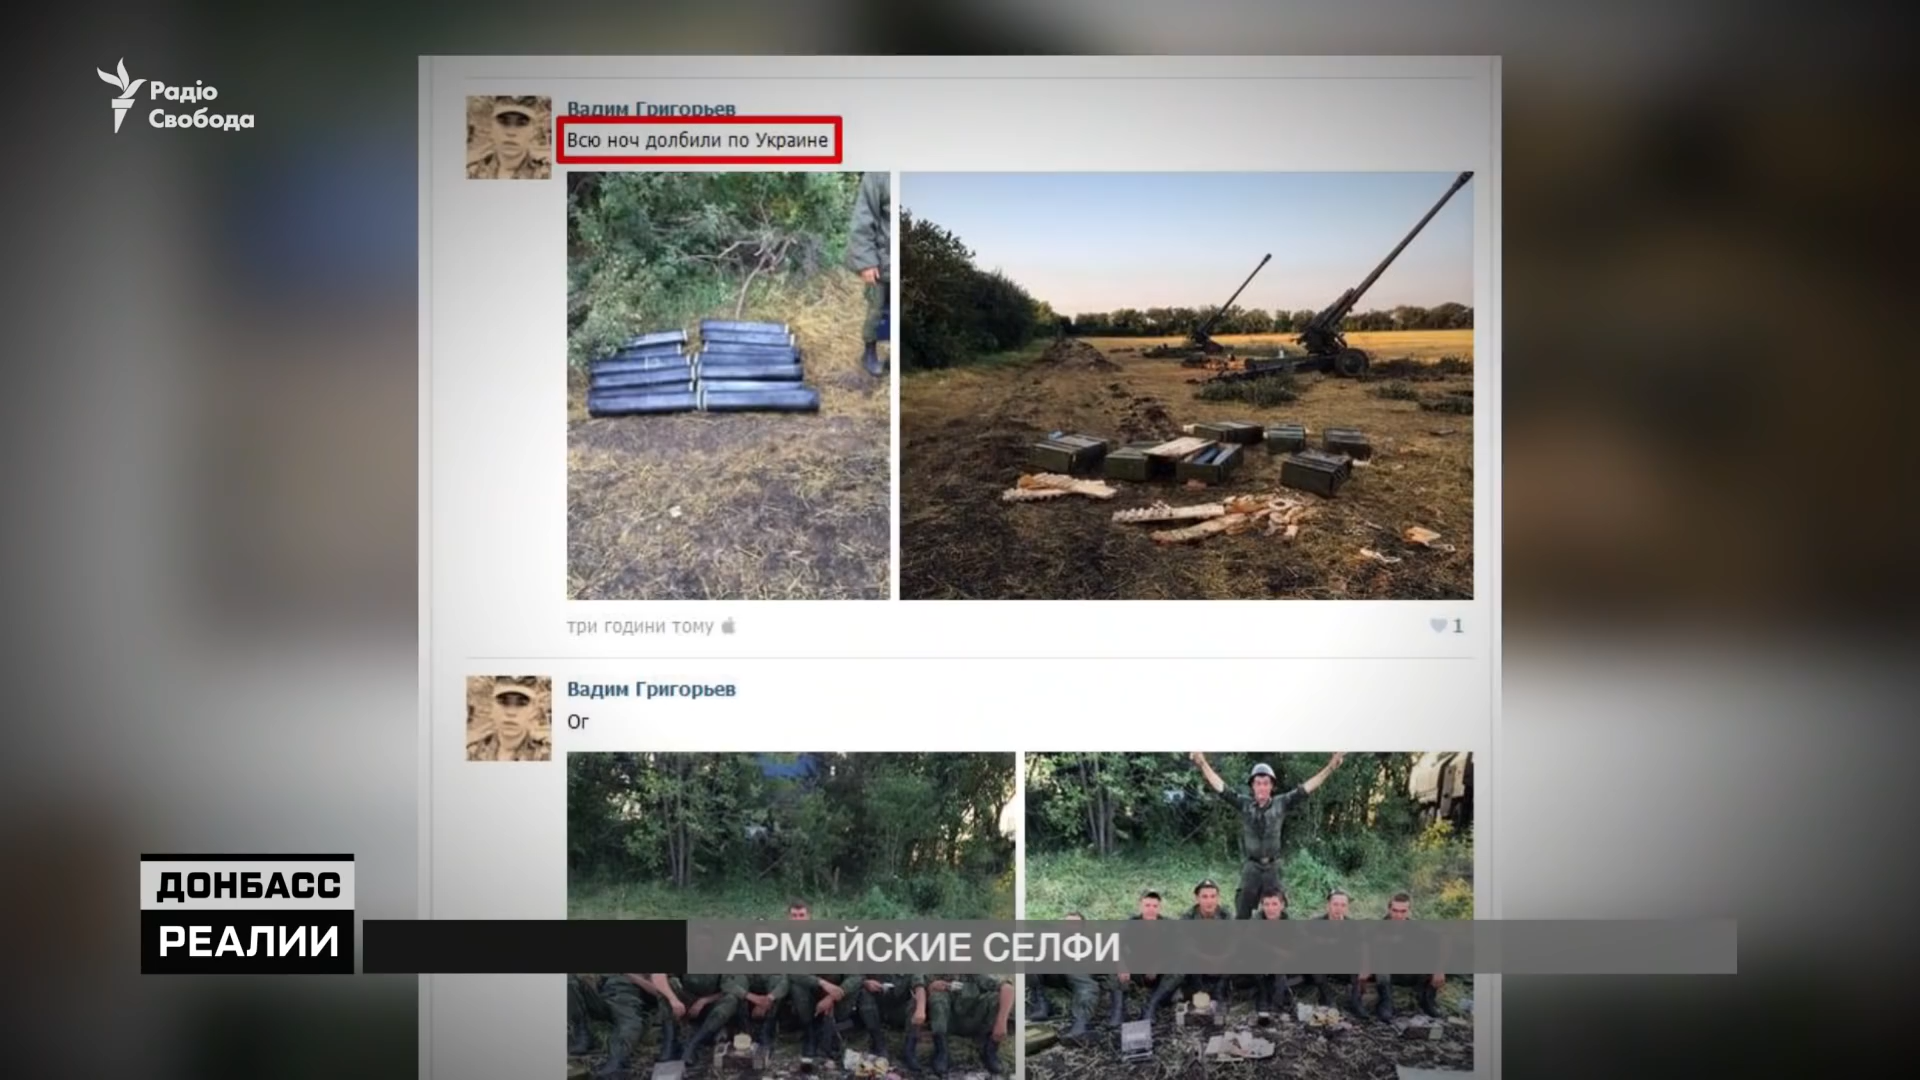 Радіо
Свобода
Вадим Григорьев
Всю ноч долбили по Украине
три години тому
1
Вадим Григорьев
Ог
ДОНБАСС
РЕАЛИИ
АРМЕЙСКИЕ СЕЛФИ